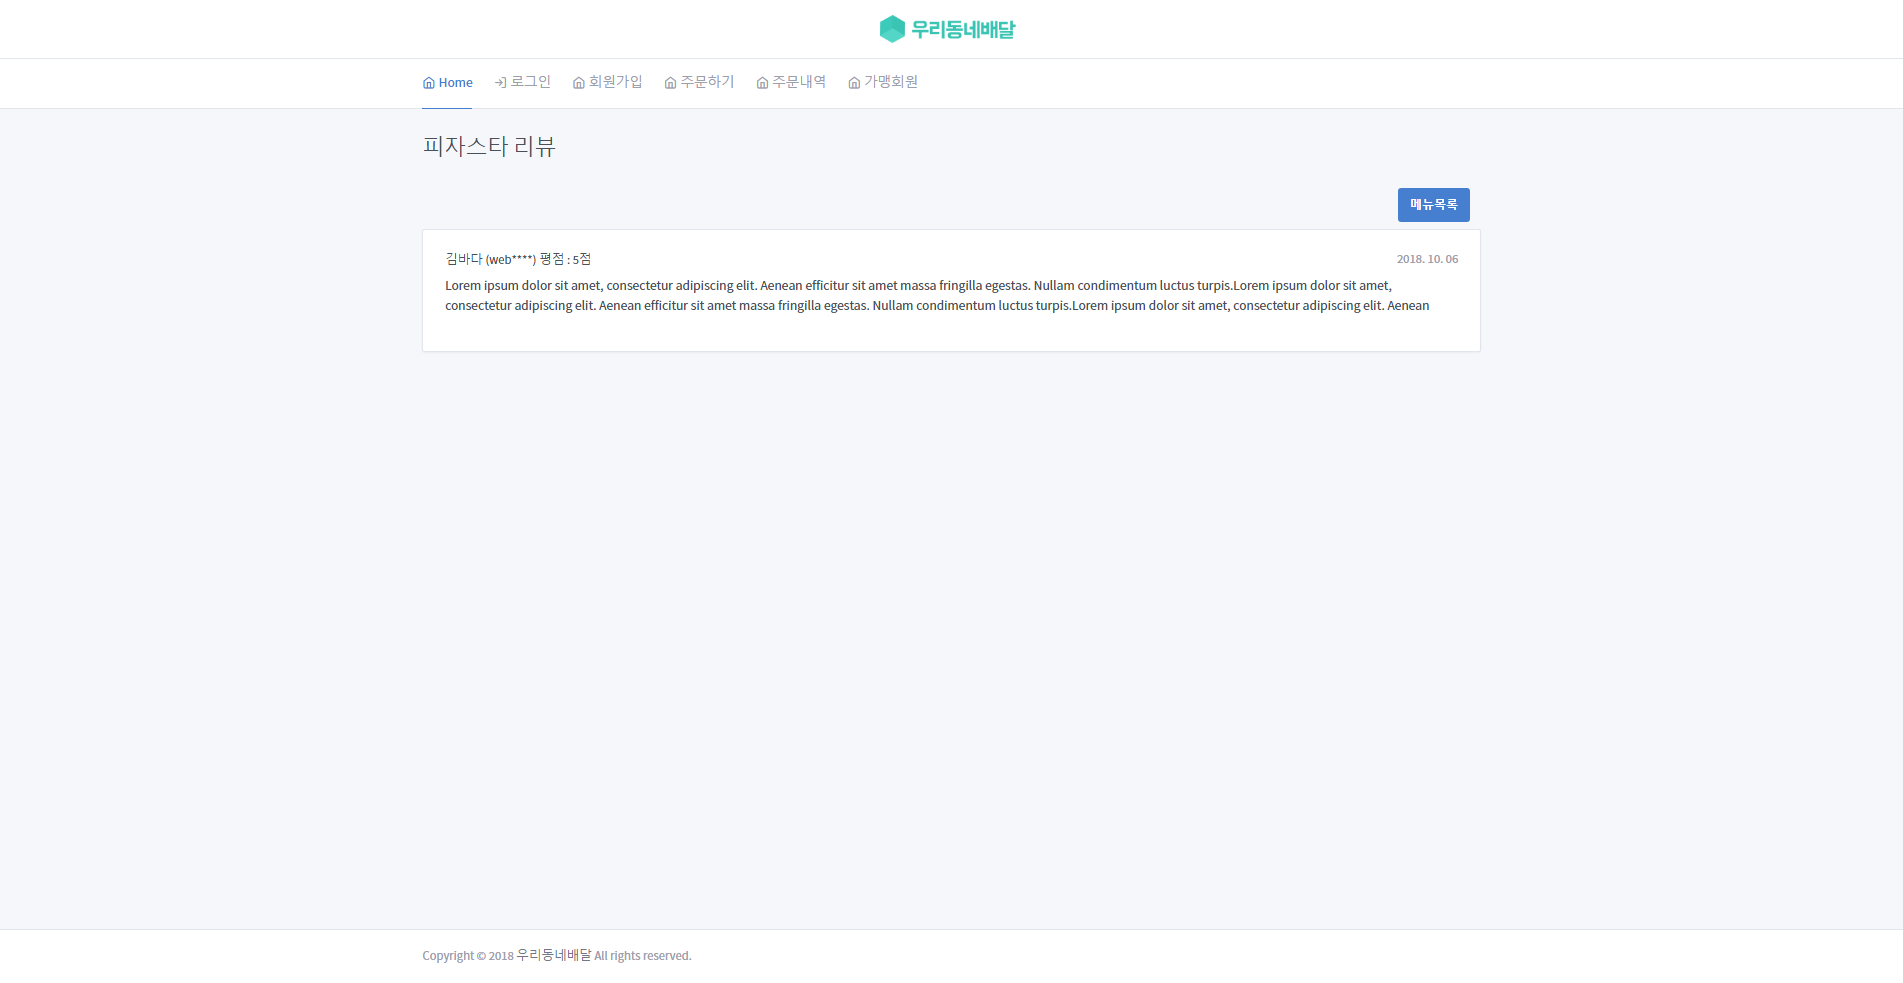 우리동네배달
Home 로그인 회원가입 주문하기 주문내역 가맹회원
피자스타 리뷰
메뉴목록
김바다 (web****) 평점 : 5점 2018. 10. 06
Lorem ipsum dolor sit amet, consectetur adipiscing elit. Aenean efficitur sit amet massa fringilla egestas. Nullam condimentum luctus turpis.Lorem ipsum dolor sit amet,
consectetur adipiscing elit. Aenean efficitur sit amet massa fringilla egestas. Nullam condimentum luctus turpis.Lorem ipsum dolor sit amet, consectetur adipiscing elit. Aenean
Copyright © 2018 우리동네배달 All rights reserved.